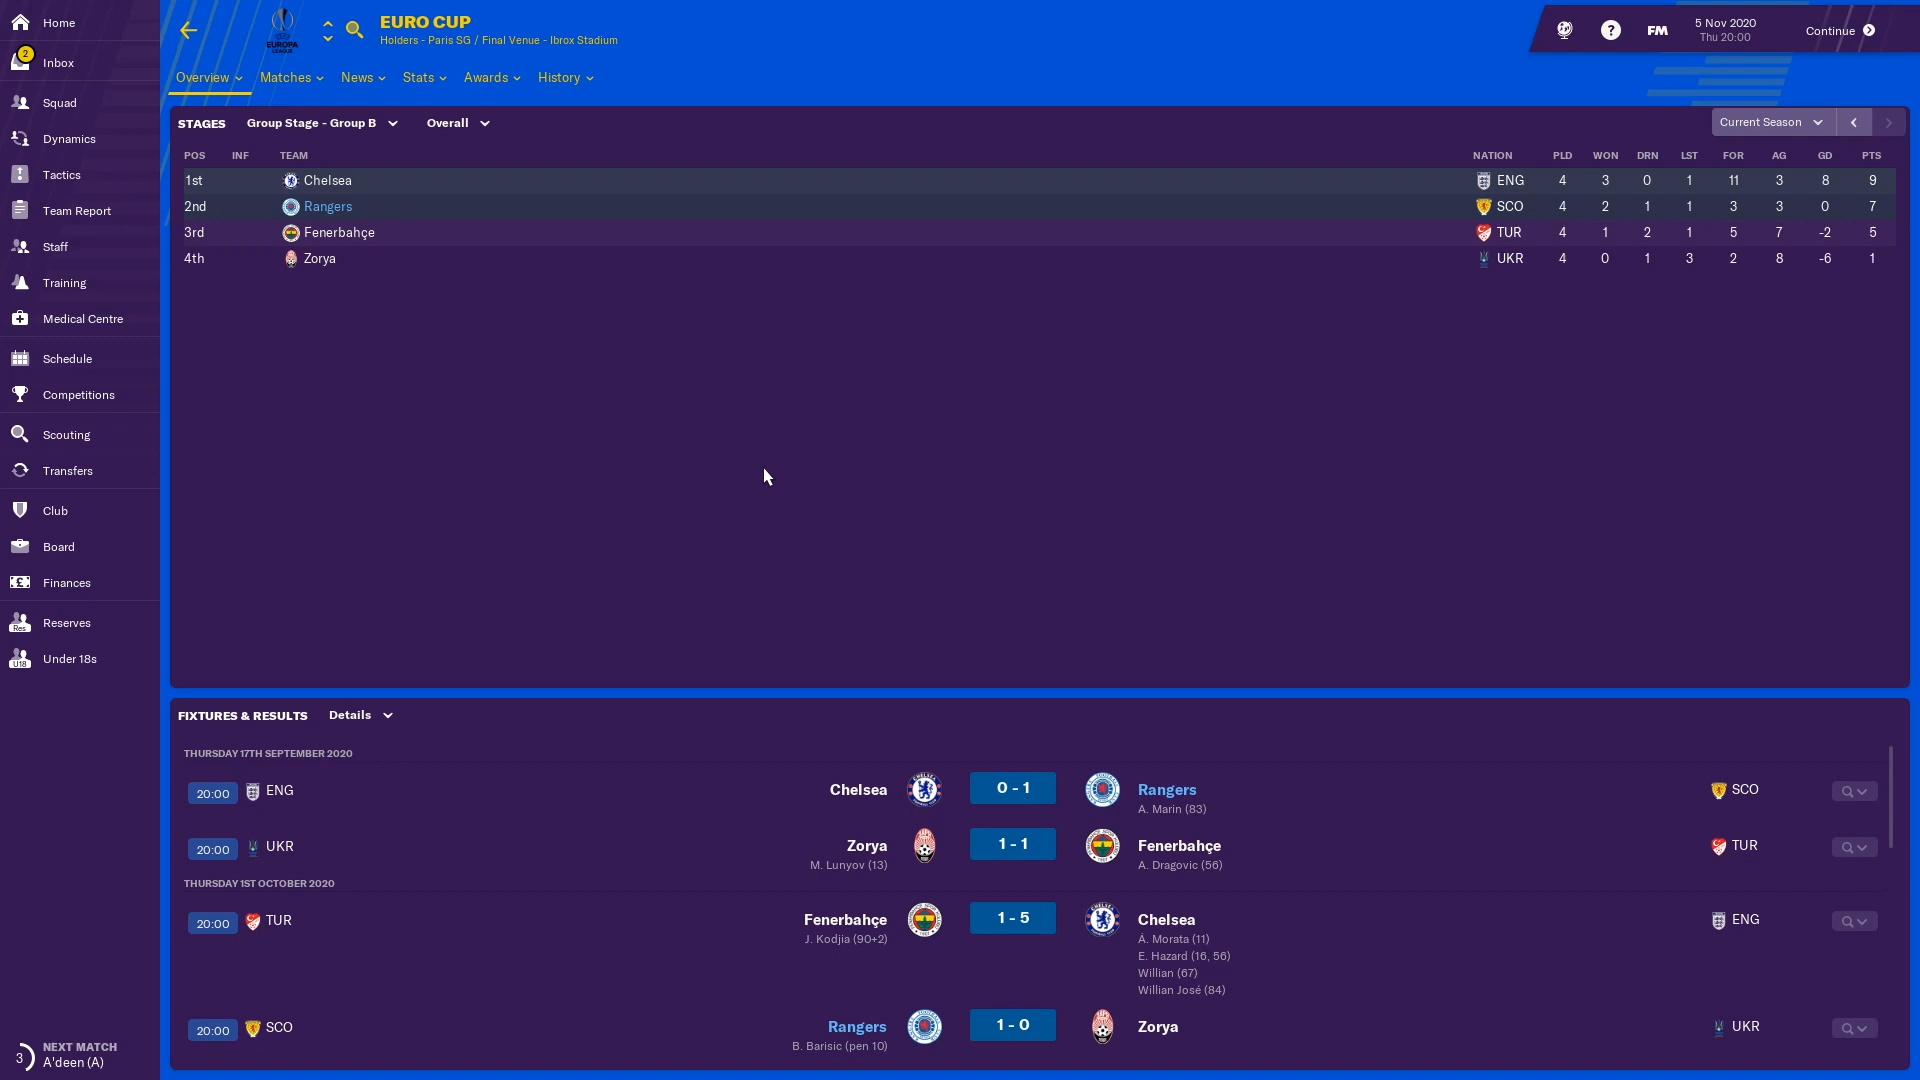 Home
2
Inbox
Squad
Dynamics
Tactics
Team Report
Staff
Training
Medical Centre
Schedule
Competitions
Scouting
Transfers
Club
Board
Finances
Res
Reserves
U18
Under 18s
3 NEXT MATCH
A'deen (A)
EUROPA
LEAGUE
EURO CUP
Holders - Paris SG / Final Venue - Ibrox Stadium
FM
5 Nov 2020
Thu 20:00
Continue
Overview Matches News Stats Awards History
STAGES Group Stage - Group B Overall Current Season
POS INF TEAM NATION PLD WON DRN LST FOR AG GD PTS
1st Chelsea ENG 4 3 0 1 11 3 8 9
2nd Rangers SCO 4 2 1 1 3 3 0 7
3rd Fenerbahçe TUR 4 1 2 1 5 7 -2 5
4th Zorya UKR 4 0 1 3 2 8 -6 1
FIXTURES & RESULTS Details
THURSDAY 17TH SEPTEMBER 2020
20:00 ENG Chelsea 0 - 1 Rangers SCO
A. Marin (83)
20:00 UKR Zorya 1 - 1 Fenerbahçe TUR
M. Lunyov (13) A. Dragovic (56)
THURSDAY 1ST OCTOBER 2020
20:00 TUR Fenerbahçe 1 - 5 Chelsea ENG
J. Kodjia (90+2) Á. Morata (11)
E. Hazard (16, 56)
Willian (67)
Willian José (84)
20:00 SCO Rangers 1 - 0 Zorya UKR
B. Barisic (pen 10)